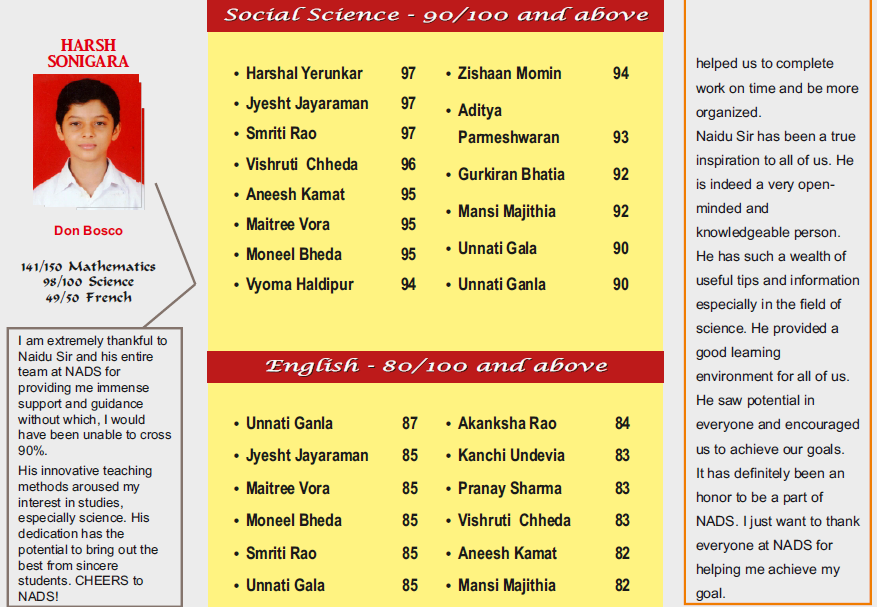 HARSH
SONIGARA
Don Bosco
141/150 Mathematics
98/100 Science
49/50 French
I am extremely thankful to
Naidu Sir and his entire
team at NADS for
providing me immense
support and guidance
without which, I would
have been unable to cross
90%.
His innovative teaching
methods aroused my
interest in studies,
especially science. His
dedication has the
potential to bring out the
best from sincere
students. CHEERS to
NADS!
Social Science - 90/100 and above
• Harshal Yerunkar 97
• Jyesht Jayaraman 97
• Smriti Rao 97
• Vishruti Chheda 96
• Aneesh Kamat 95
• Maitree Vora 95
• Moneel Bheda 95
• Vyoma Haldipur 94
• Zishaan Momin 94
• Aditya
Parmeshwaran 93
• Gurkiran Bhatia 92
• Mansi Majithia 92
• Unnati Gala 90
• Unnati Ganla 90
English - 80/100 and above
• Unnati Ganla 87
• Jyesht Jayaraman 85
• Maitree Vora 85
• Moneel Bheda 85
• Smriti Rao 85
• Unnati Gala 85
• Akanksha Rao 84
• Kanchi Undevia 83
• Pranay Sharma 83
• Vishruti Chheda 83
• Aneesh Kamat 82
• Mansi Majithia 82
helped us to complete
work on time and be more
organized.
Naidu Sir has been a true
inspiration to all of us. He
is indeed a very open-
minded and
knowledgeable person.
He has such a wealth of
useful tips and information
especially in the field of
science. He provided a
good learning
environment for all of us.
He saw potential in
everyone and encouraged
us to achieve our goals.
It has definitely been an
honor to be a part of
NADS. I just want to thank
everyone at NADS for
helping me achieve my
goal.